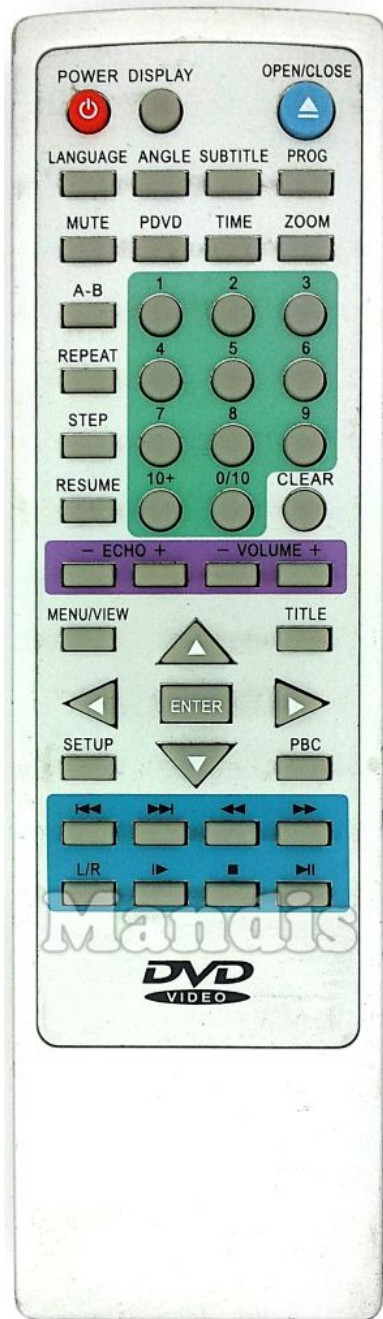 POWER DISPLAY OPEN/CLOSE
LANGUAGE ANGLE SUBTITLE PROG
MUTE PDVD TIME ZOOM
A-B 1 2 3
REPEAT 4 5 6
STEP 7 8 9
RESUME 10+ 0/10 CLEAR
− ECHO + − VOLUME +
MENU/VIEW TITLE
ENTER
SETUP PBC
L/R
Mandis
DVD
VIDEO